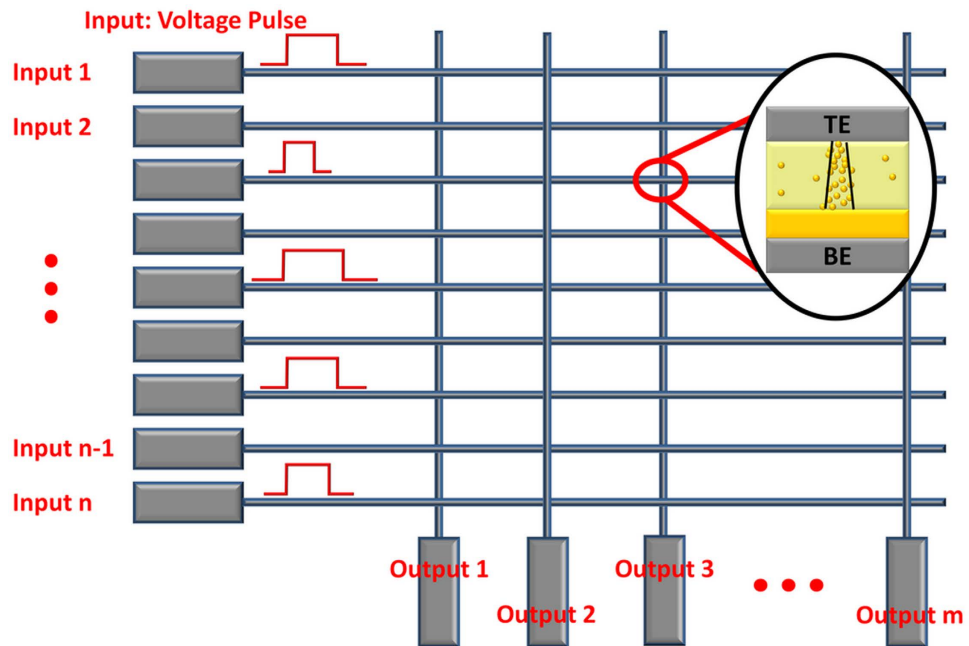 Input: Voltage Pulse
Input 1
Input 2
TE
BE
Input n-1
Input n
Output 1
Output 2
Output 3
Output m